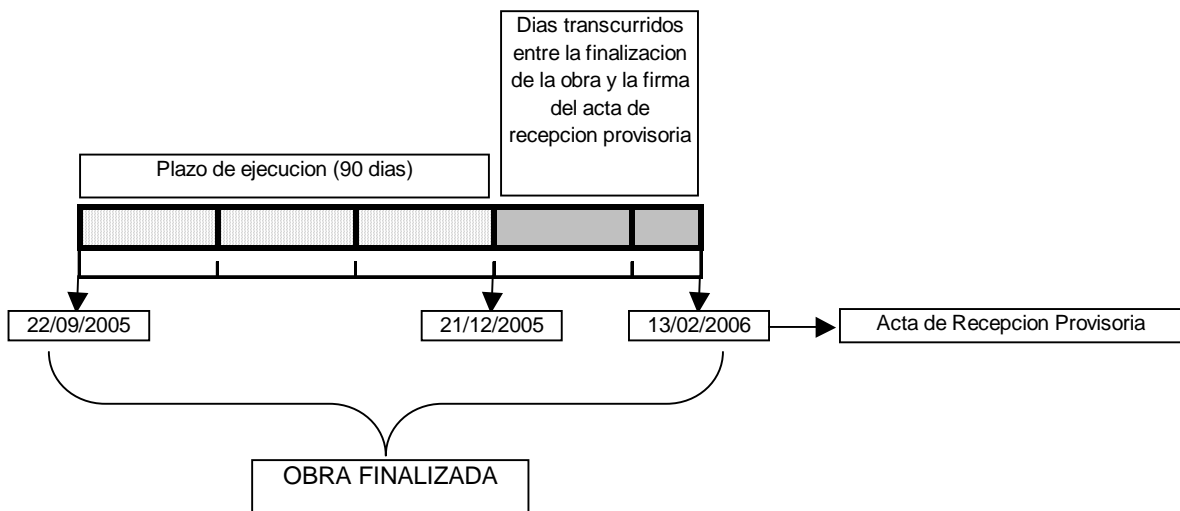 Dias transcurridos
entre la finalizacion
de la obra y la firma
del acta de
recepcion provisoria
Plazo de ejecucion (90 dias)
22/09/2005
21/12/2005
13/02/2006
Acta de Recepcion Provisoria
OBRA FINALIZADA